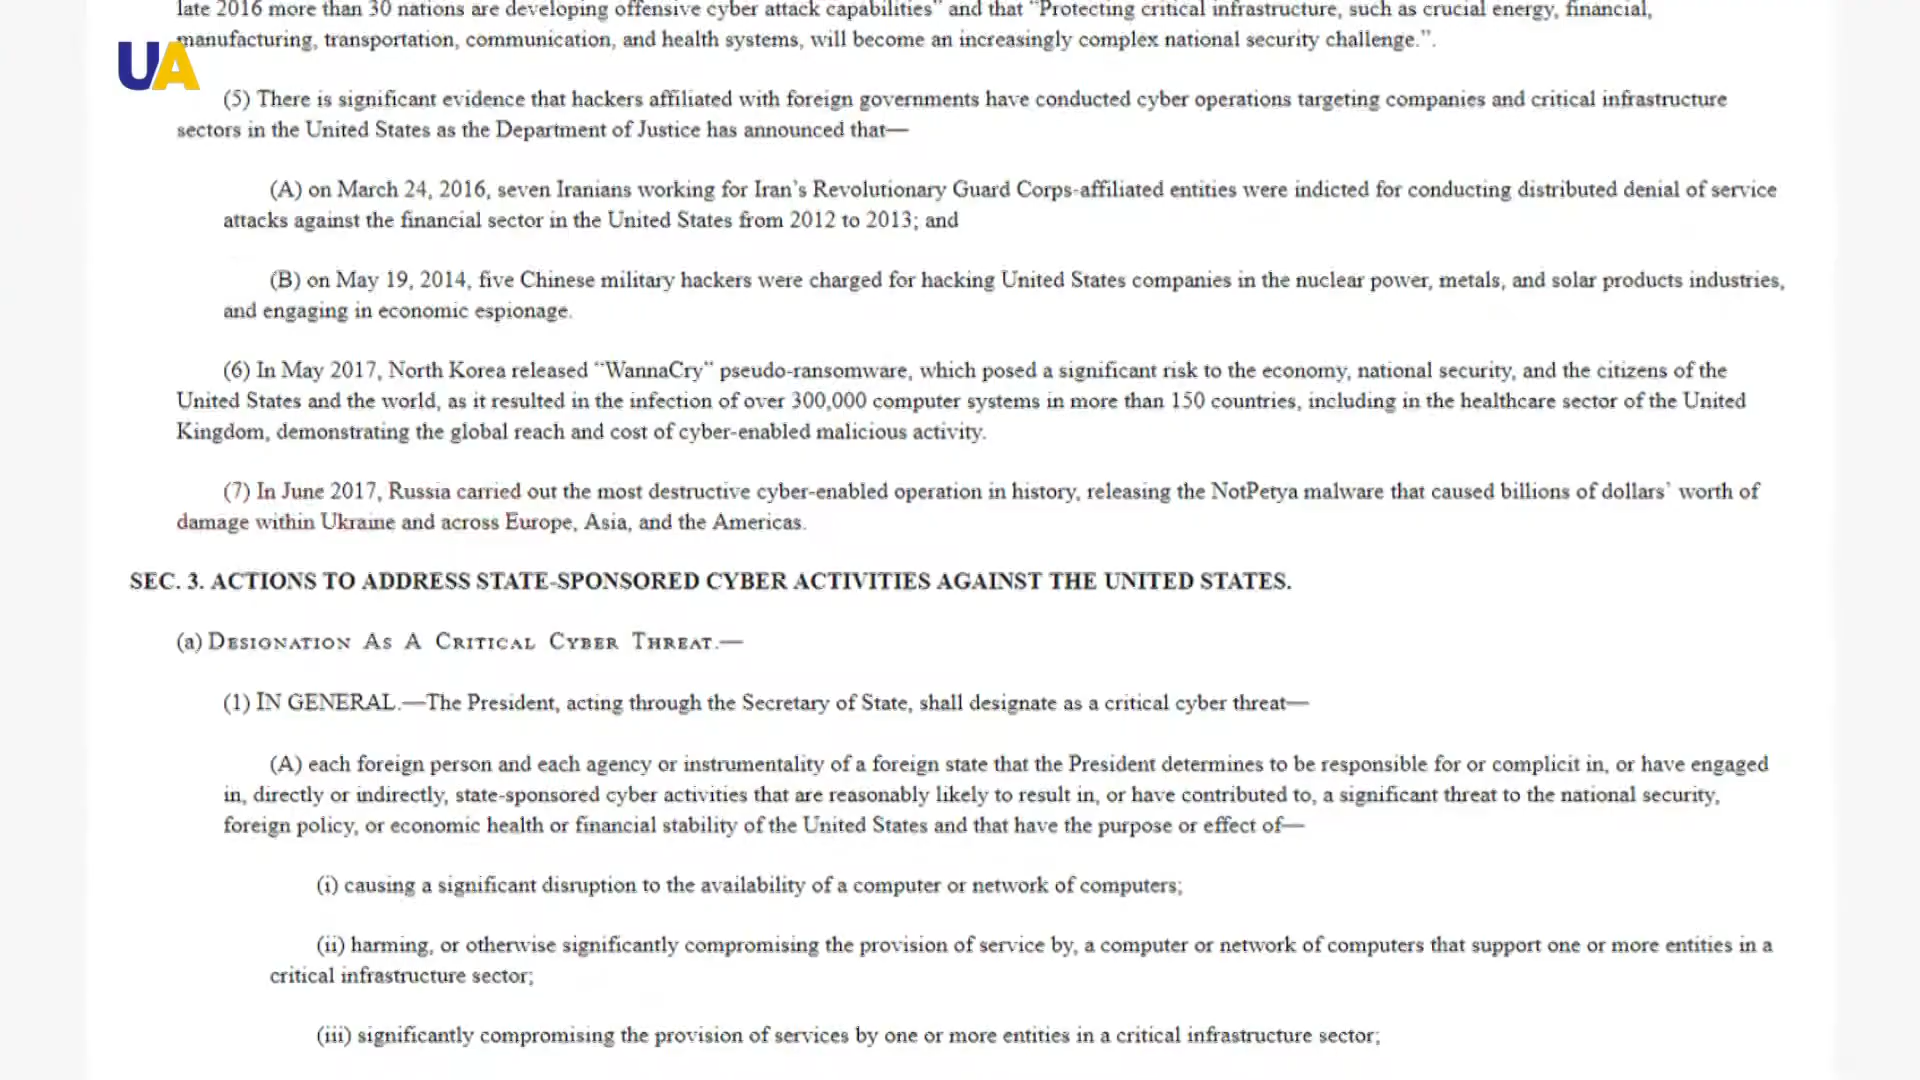 late 2016 more than 30 nations are developing offensive cyber attack capabilities” and that “Protecting critical infrastructure, such as crucial energy, financial,
manufacturing, transportation, communication, and health systems, will become an increasingly complex national security challenge.”.
UA
(5) There is significant evidence that hackers affiliated with foreign governments have conducted cyber operations targeting companies and critical infrastructure
sectors in the United States as the Department of Justice has announced that—
(A) on March 24, 2016, seven Iranians working for Iran’s Revolutionary Guard Corps-affiliated entities were indicted for conducting distributed denial of service
attacks against the financial sector in the United States from 2012 to 2013; and
(B) on May 19, 2014, five Chinese military hackers were charged for hacking United States companies in the nuclear power, metals, and solar products industries,
and engaging in economic espionage.
(6) In May 2017, North Korea released “WannaCry” pseudo-ransomware, which posed a significant risk to the economy, national security, and the citizens of the
United States and the world, as it resulted in the infection of over 300,000 computer systems in more than 150 countries, including in the healthcare sector of the United
Kingdom, demonstrating the global reach and cost of cyber-enabled malicious activity.
(7) In June 2017, Russia carried out the most destructive cyber-enabled operation in history, releasing the NotPetya malware that caused billions of dollars’ worth of
damage within Ukraine and across Europe, Asia, and the Americas.
SEC. 3. ACTIONS TO ADDRESS STATE-SPONSORED CYBER ACTIVITIES AGAINST THE UNITED STATES.
(a) DESIGNATION AS A CRITICAL CYBER THREAT.—
(1) IN GENERAL.—The President, acting through the Secretary of State, shall designate as a critical cyber threat—
(A) each foreign person and each agency or instrumentality of a foreign state that the President determines to be responsible for or complicit in, or have engaged
in, directly or indirectly, state-sponsored cyber activities that are reasonably likely to result in, or have contributed to, a significant threat to the national security,
foreign policy, or economic health or financial stability of the United States and that have the purpose or effect of—
(i) causing a significant disruption to the availability of a computer or network of computers;
(ii) harming, or otherwise significantly compromising the provision of service by, a computer or network of computers that support one or more entities in a
critical infrastructure sector;
(iii) significantly compromising the provision of services by one or more entities in a critical infrastructure sector;